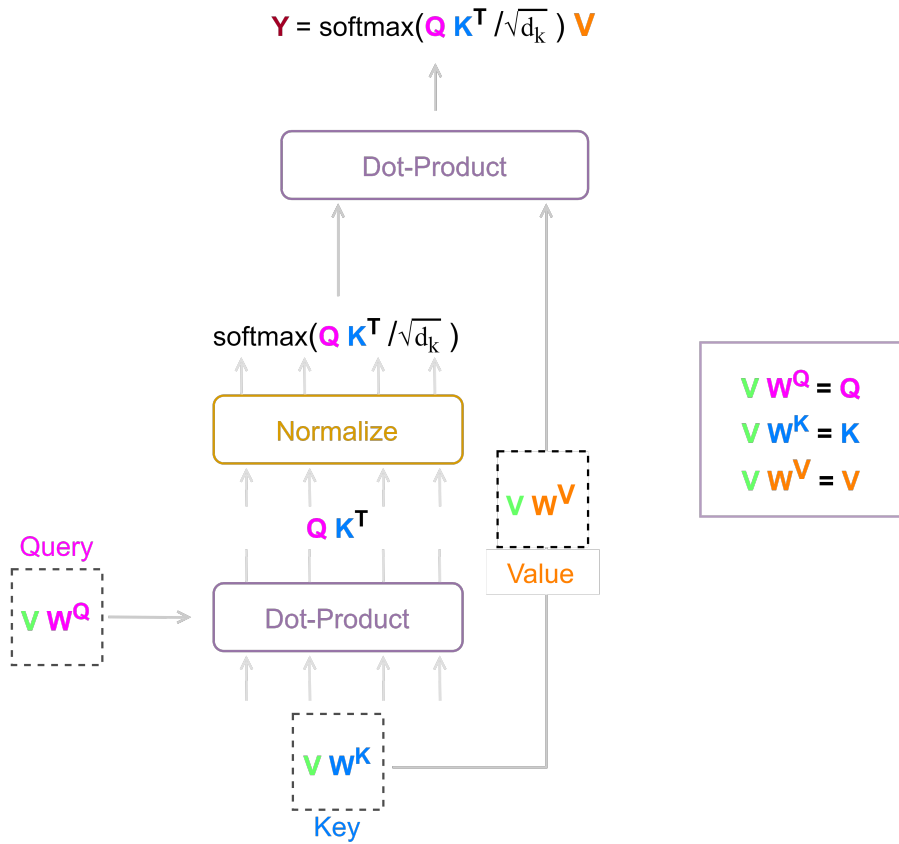 Y = softmax(Q K^T /√d_k ) V
Dot-Product
softmax(Q K^T /√d_k )
Normalize
Q K^T
Query
V W^Q
Dot-Product
V W^V
Value
V W^K
Key
V W^Q = Q
V W^K = K
V W^V = V